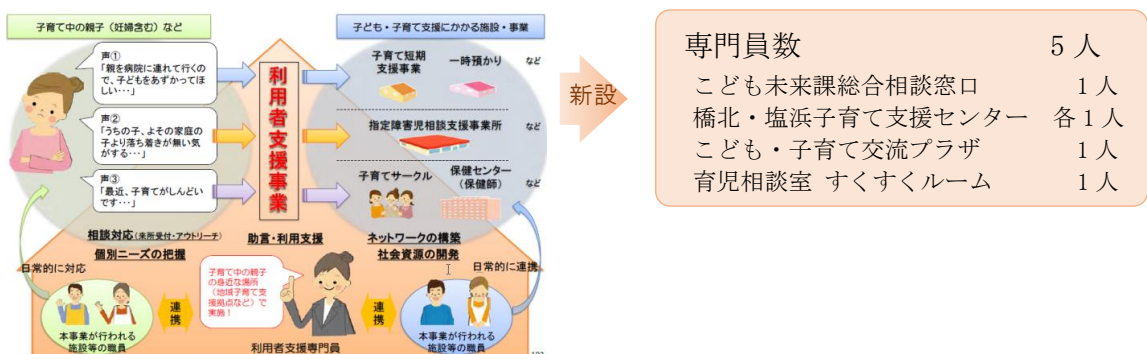 子育て中の親子（妊婦含む）など
子ども・子育て支援にかかる施設・事業
声①
「親を病院に連れて行くの
で、子どもをあずかってほ
しい・・・」
声②
「うちの子、よその家庭の
子より落ち着きが無い気
がする・・・」
声③
「最近、子育てがしんどい
です・・・」
利用者支援事業
子育て短期
支援事業
一時預かり
など
指定障害児相談支援事業所
など
子育てサークル
保健センター
（保健師）
など
相談対応（来所受付・アウトリーチ）
個別ニーズの把握
助言・利用支援
ネットワークの構築
社会資源の開発
日常的に対応
日常的に連携
子育て中の親子
の身近な場所
（地域子育て支
援拠点など）で
実施！
連携
連携
本事業が行われる
施設等の職員
利用者支援専門員
本事業が行われる
施設等の職員
新設
専門員数 5人
こども未来課総合相談窓口 1人
橋北・塩浜子育て支援センター 各1人
こども・子育て交流プラザ 1人
育児相談室 すくすくルーム 1人